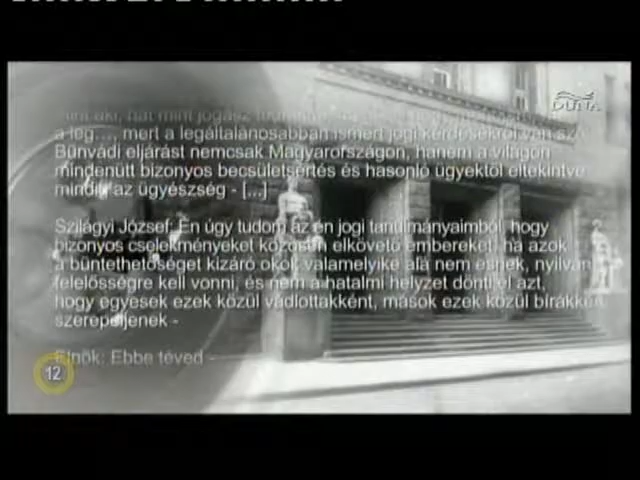 DUNA
a leg…, mert a legáltalánosabban ismert jogi kérdésekről van szó.
Bűnvádi eljárást nemcsak Magyarországon, hanem a világon
mindenütt bizonyos becsületsértés és hasonló ügyektől eltekintve
mindig az ügyészség - [...]
Szilágyi József: Én úgy tudom az én jogi tanulmányaimból, hogy
bizonyos cselekményeket közösen elkövető embereket, ha azok
a büntethetőséget kizáró okok valamelyike alá nem esnek, nyilván
felelősségre kell vonni, és nem a hatalmi helyzet dönti el azt,
hogy egyesek ezek közül vádlottakként, mások ezek közül bírákként
szerepeljenek -
Elnök: Ebbe téved -
12